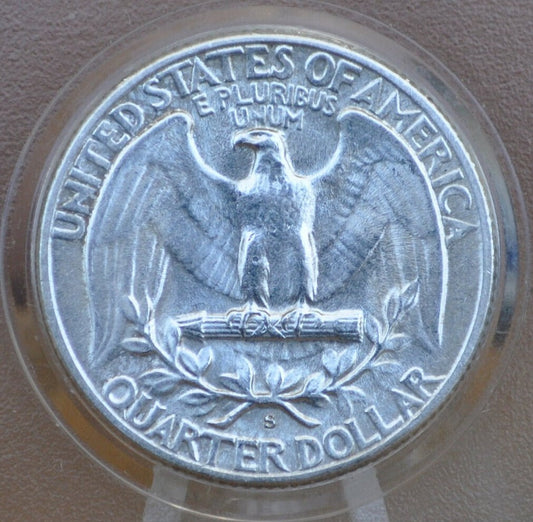 UNITED STATES OF AMERICA
E PLURIBUS
UNUM
S
QUARTER DOLLAR